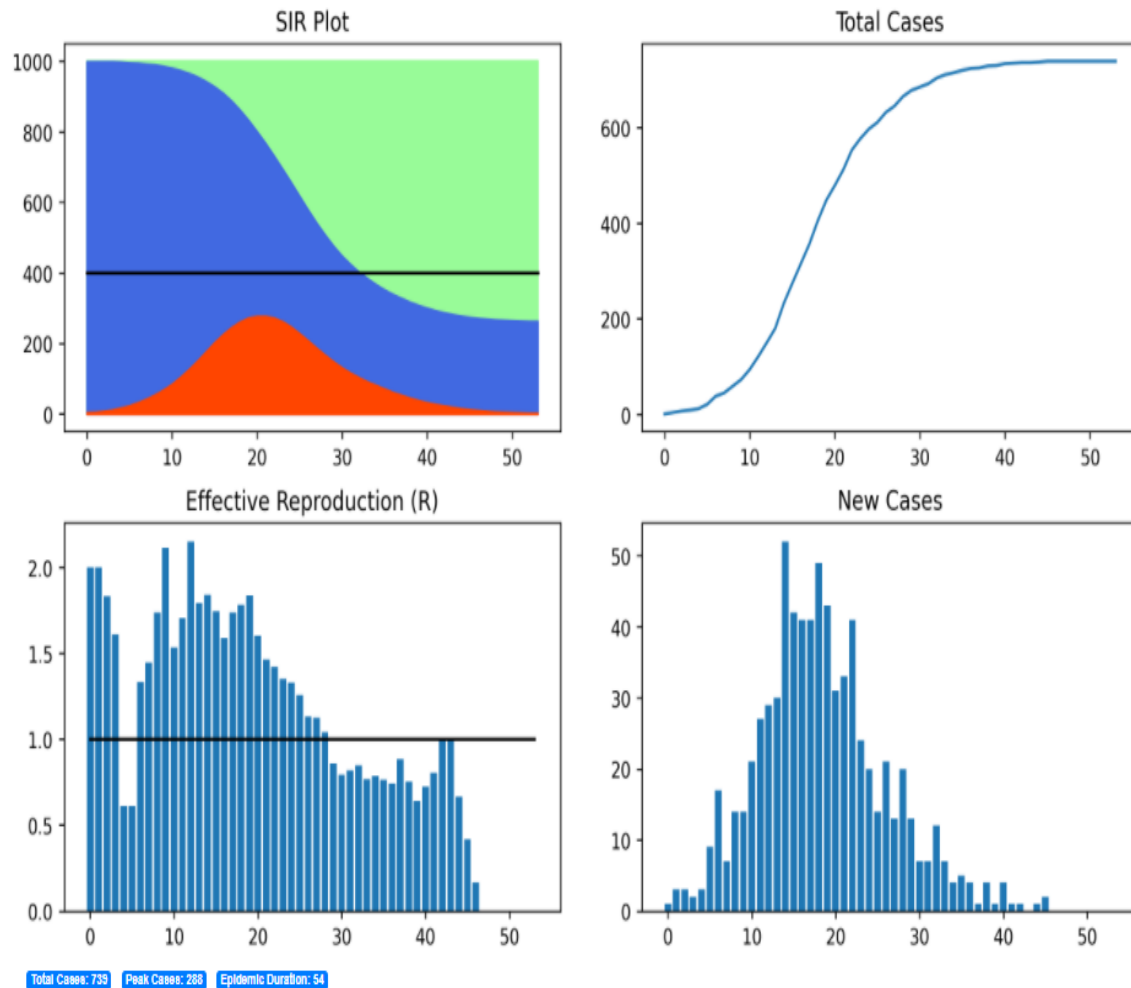 SIR Plot
1000
800
600
400
200
0
0 10 20 30 40 50
Total Cases
600
400
200
0
0 10 20 30 40 50
Effective Reproduction (R)
2.0
1.5
1.0
0.5
0.0
0 10 20 30 40 50
New Cases
50
40
30
20
10
0
0 10 20 30 40 50
Total Cases: 739 Peak Cases: 288 Epidemic Duration: 54